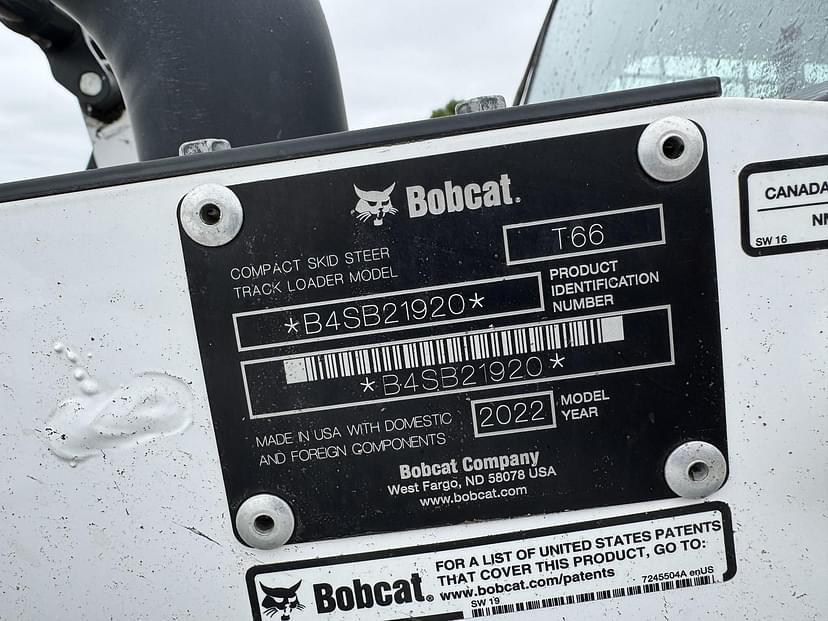 Bobcat.
COMPACT SKID STEER
TRACK LOADER MODEL
T66
*B4SB21920*
PRODUCT
IDENTIFICATION
NUMBER
*B4SB21920*
MADE IN USA WITH DOMESTIC
AND FOREIGN COMPONENTS
2022
MODEL
YEAR
Bobcat Company
West Fargo, ND 58078 USA
www.bobcat.com
CANADA
SW 16
Bobcat.
FOR A LIST OF UNITED STATES PATENTS
THAT COVER THIS PRODUCT, GO TO:
www.bobcat.com/patents
7245504A enUS
SW 19